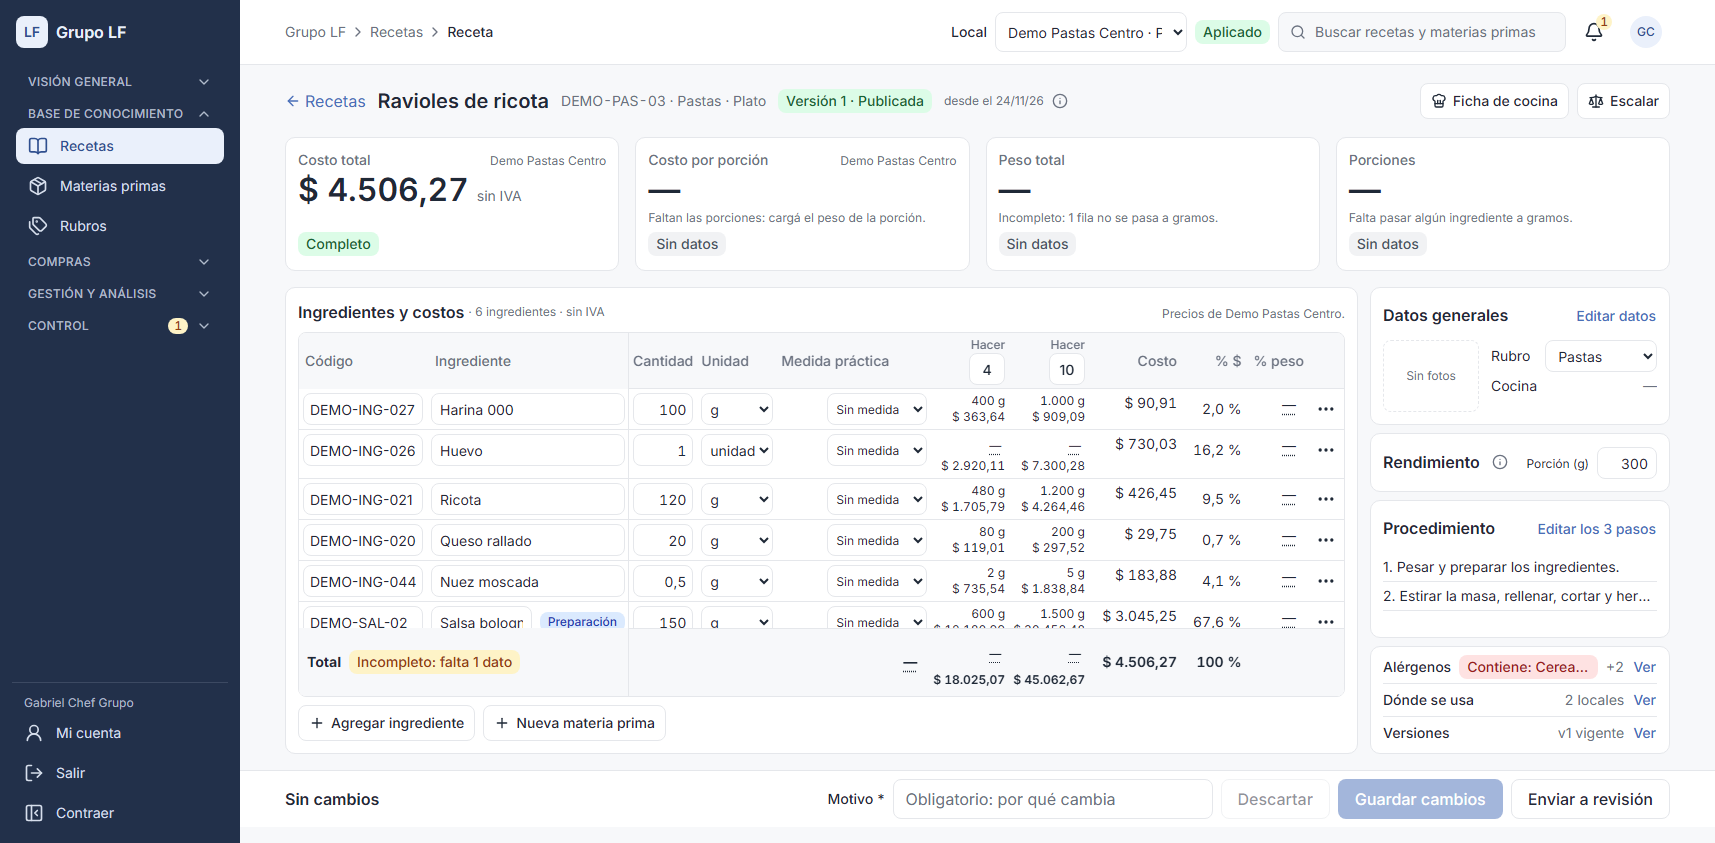 LF Grupo LF
VISIÓN GENERAL
BASE DE CONOCIMIENTO
Recetas
Materias primas
Rubros
COMPRAS
GESTIÓN Y ANÁLISIS
CONTROL 1
Gabriel Chef Grupo
Mi cuenta
Salir
Contraer
Grupo LF > Recetas > Receta
Local Demo Pastas Centro · P Aplicado Buscar recetas y materias primas 1 GC
← Recetas Ravioles de ricota DEMO-PAS-03 · Pastas · Plato Versión 1 · Publicada desde el 24/11/26 Ficha de cocina Escalar
Costo total Demo Pastas Centro
$ 4.506,27 sin IVA
Completo
Costo por porción Demo Pastas Centro
—
Faltan las porciones: cargá el peso de la porción.
Sin datos
Peso total
—
Incompleto: 1 fila no se pasa a gramos.
Sin datos
Porciones
—
Falta pasar algún ingrediente a gramos.
Sin datos
Ingredientes y costos · 6 ingredientes · sin IVA Precios de Demo Pastas Centro.
Código Ingrediente Cantidad Unidad Medida práctica Hacer 4 Hacer 10 Costo % $ % peso
DEMO-ING-027 Harina 000 100 g Sin medida 400 g $ 363,64 1.000 g $ 909,09 $ 90,91 2,0 % — •••
DEMO-ING-026 Huevo 1 unidad Sin medida — $ 2.920,11 — $ 7.300,28 $ 730,03 16,2 % — •••
DEMO-ING-021 Ricota 120 g Sin medida 480 g $ 1.705,79 1.200 g $ 4.264,46 $ 426,45 9,5 % — •••
DEMO-ING-020 Queso rallado 20 g Sin medida 80 g $ 119,01 200 g $ 297,52 $ 29,75 0,7 % — •••
DEMO-ING-044 Nuez moscada 0,5 g Sin medida 2 g $ 735,54 5 g $ 1.838,84 $ 183,88 4,1 % — •••
DEMO-SAL-02 Salsa bologn Preparación 150 g Sin medida 600 g 1.500 g $ 3.045,25 67,6 % — •••
Total Incompleto: falta 1 dato — — $ 18.025,07 — $ 45.062,67 $ 4.506,27 100 %
+ Agregar ingrediente + Nueva materia prima
Datos generales Editar datos
Sin fotos
Rubro Pastas
Cocina —
Rendimiento Porción (g) 300
Procedimiento Editar los 3 pasos
1. Pesar y preparar los ingredientes.
2. Estirar la masa, rellenar, cortar y her...
Alérgenos Contiene: Cerea... +2 Ver
Dónde se usa 2 locales Ver
Versiones v1 vigente Ver
Sin cambios Motivo * Obligatorio: por qué cambia Descartar Guardar cambios Enviar a revisión